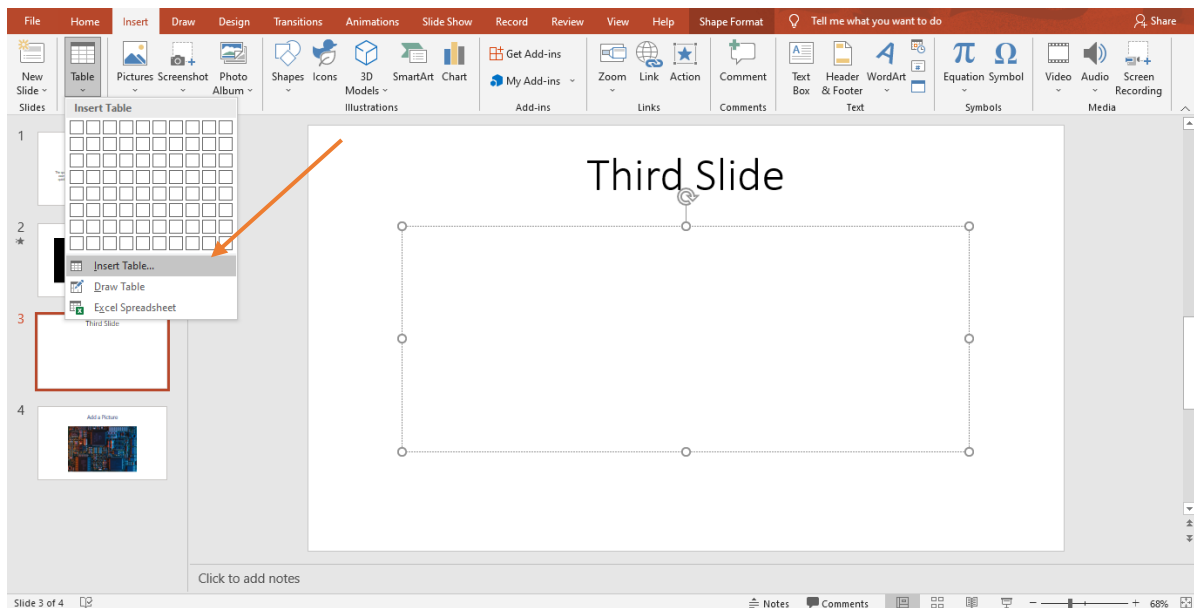 File Home Insert Draw Design Transitions Animations Slide Show Record Review View Help Shape Format Tell me what you want to do Share
New Slide
Table
Pictures
Screenshot
Photo Album
Shapes
Icons
3D Models
SmartArt
Chart
Get Add-ins
My Add-ins
Zoom
Link
Action
Comment
Text Box
Header & Footer
WordArt
Equation
Symbol
Video
Audio
Screen Recording
Slides
Illustrations
Add-ins
Links
Comments
Text
Symbols
Media
Insert Table
Insert Table...
Draw Table
Excel Spreadsheet
1
2
3
Third Slide
4
Add a Picture
Third Slide
Click to add notes
Slide 3 of 4
Notes
Comments
68%